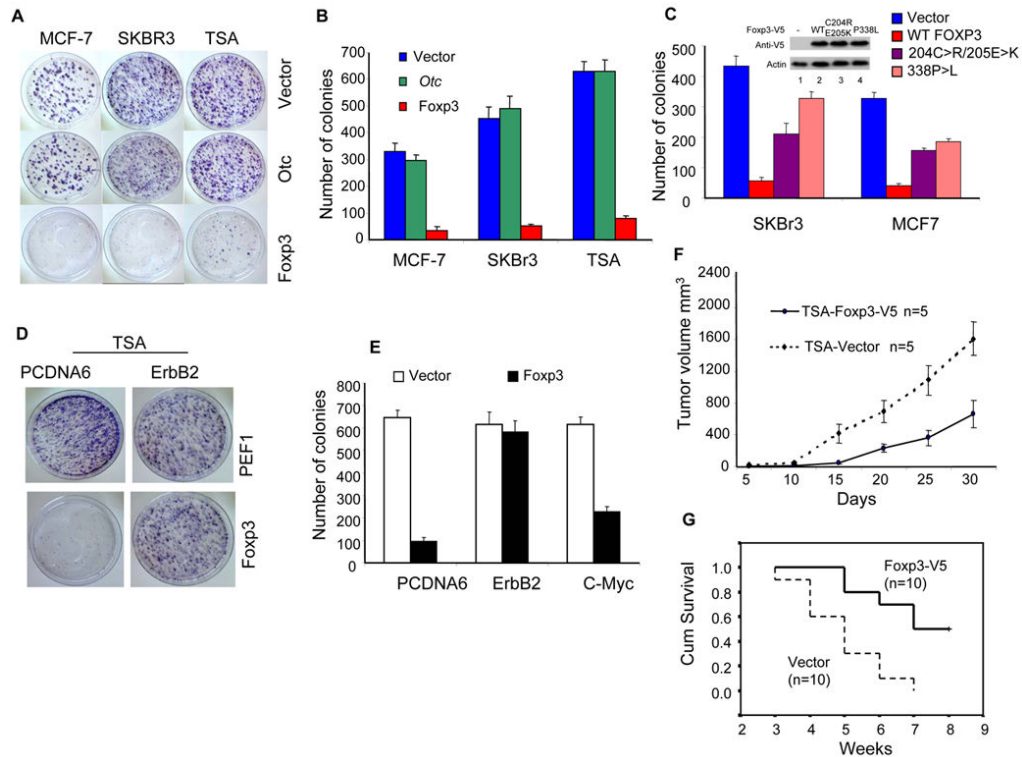 A
MCF-7 SKBR3 TSA
Vector
Otc
Foxp3
B
Number of colonies
700
600
500
400
300
200
100
0
Vector
Otc
Foxp3
MCF-7 SKBr3 TSA
C
Foxp3-V5 - WT C204R E205K P338L
Anti-V5
Actin
1 2 3 4
Vector
WT FOXP3
204C>R/205E>K
338P>L
Number of colonies
500
400
300
200
100
0
SKBr3 MCF7
D
TSA
PCDNA6 ErbB2
PEF1
Foxp3
E
Vector Foxp3
Number of colonies
800
700
600
500
400
300
200
100
0
PCDNA6 ErbB2 C-Myc
F
Tumor volume mm3
2400
2000
1600
1200
800
400
0
TSA-Foxp3-V5 n=5
TSA-Vector n=5
5 10 15 20 25 30
Days
G
Cum Survival
1.0
0.8
0.6
0.4
0.2
0.0
Foxp3-V5
(n=10)
Vector
(n=10)
2 3 4 5 6 7 8 9
Weeks